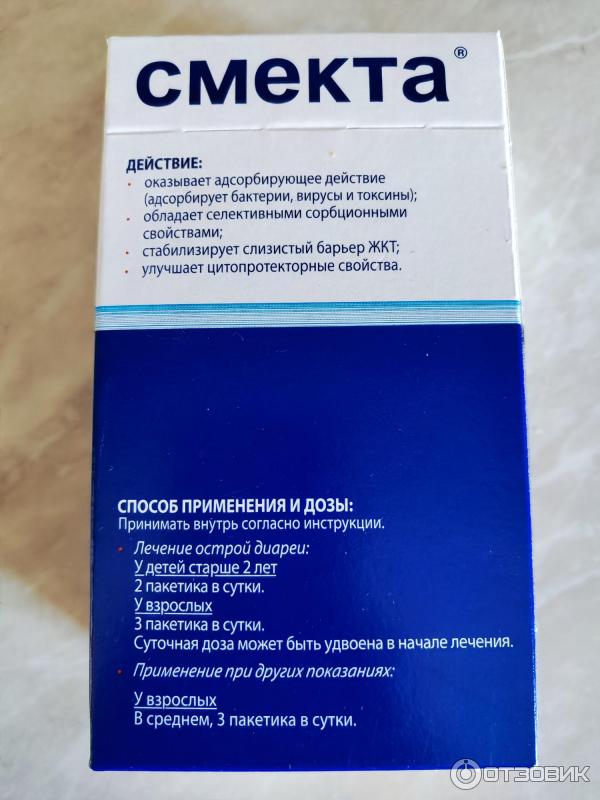 смекта®
ДЕЙСТВИЕ:
• оказывает адсорбирующее действие
(адсорбирует бактерии, вирусы и токсины);
• обладает селективными сорбционными
свойствами;
• стабилизирует слизистый барьер ЖКТ;
• улучшает цитопротекторные свойства.
СПОСОБ ПРИМЕНЕНИЯ И ДОЗЫ:
Принимать внутрь согласно инструкции.
• Лечение острой диареи:
У детей старше 2 лет
2 пакетика в сутки.
У взрослых
3 пакетика в сутки.
Суточная доза может быть удвоена в начале лечения.
• Применение при других показаниях:
У взрослых
В среднем, 3 пакетика в сутки.
ОТЗОВИК